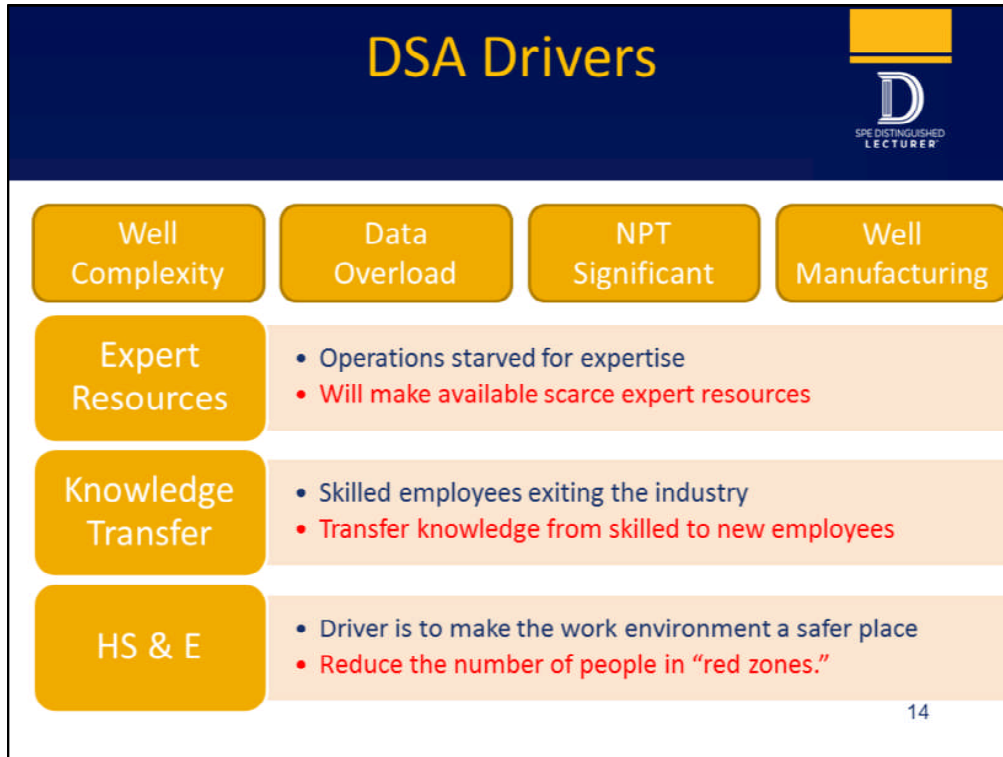 DSA Drivers
D
SPE DISTINGUISHED
LECTURER
Well
Complexity
Data
Overload
NPT
Significant
Well
Manufacturing
Expert
Resources
• Operations starved for expertise
• Will make available scarce expert resources
Knowledge
Transfer
• Skilled employees exiting the industry
• Transfer knowledge from skilled to new employees
HS & E
• Driver is to make the work environment a safer place
• Reduce the number of people in “red zones.”
14